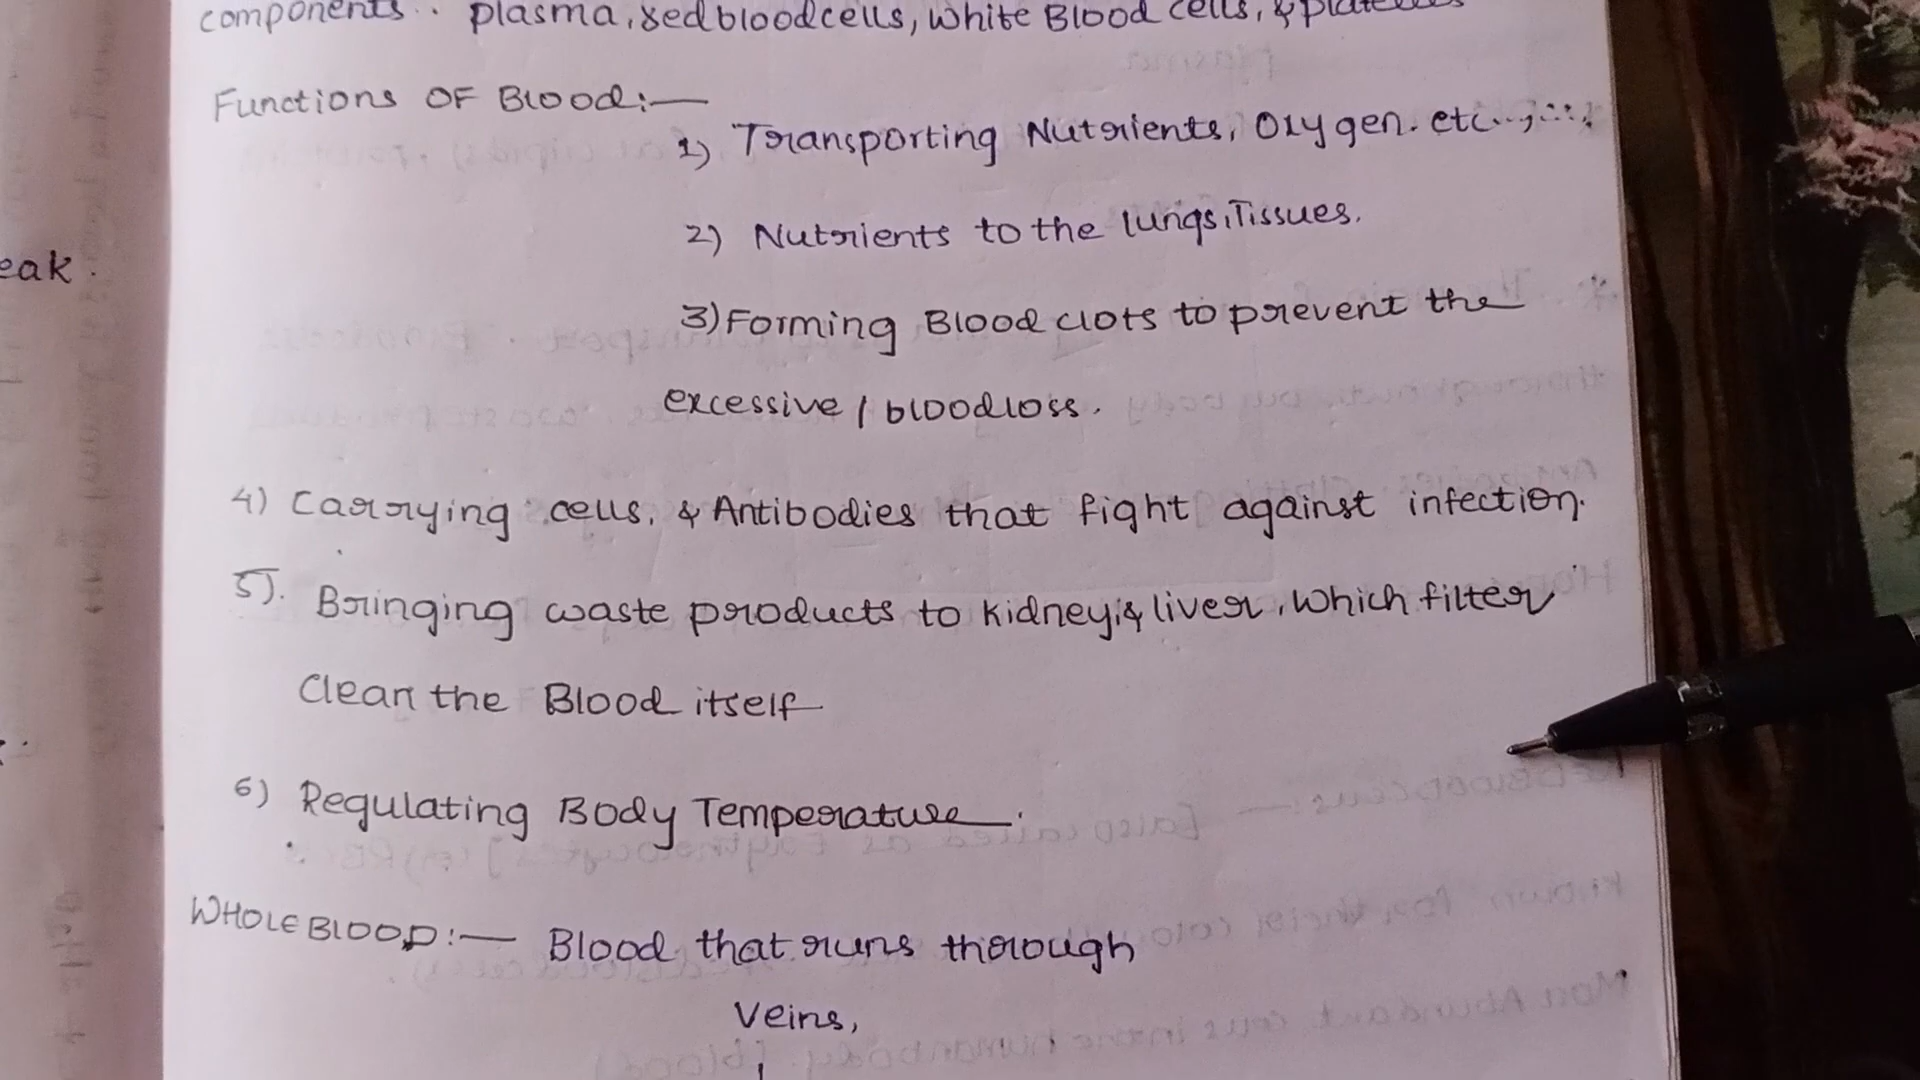 components : plasma, red bloodcells, White Blood cells, & platelets
Functions OF Blood:—
1) Transporting Nutrients, Oxygen. etc...
2) Nutrients to the lungs, Tissues.
eak.
3) Forming Blood clots to prevent the
excessive / bloodloss.
4) Carrying cells, & Antibodies that fight against infection.
5). Bringing waste products to kidney & liver, Which filter
Clean the Blood itself
6) Regulating Body Temperature.
WHOLE BLOOD:— Blood that runs through
Veins,